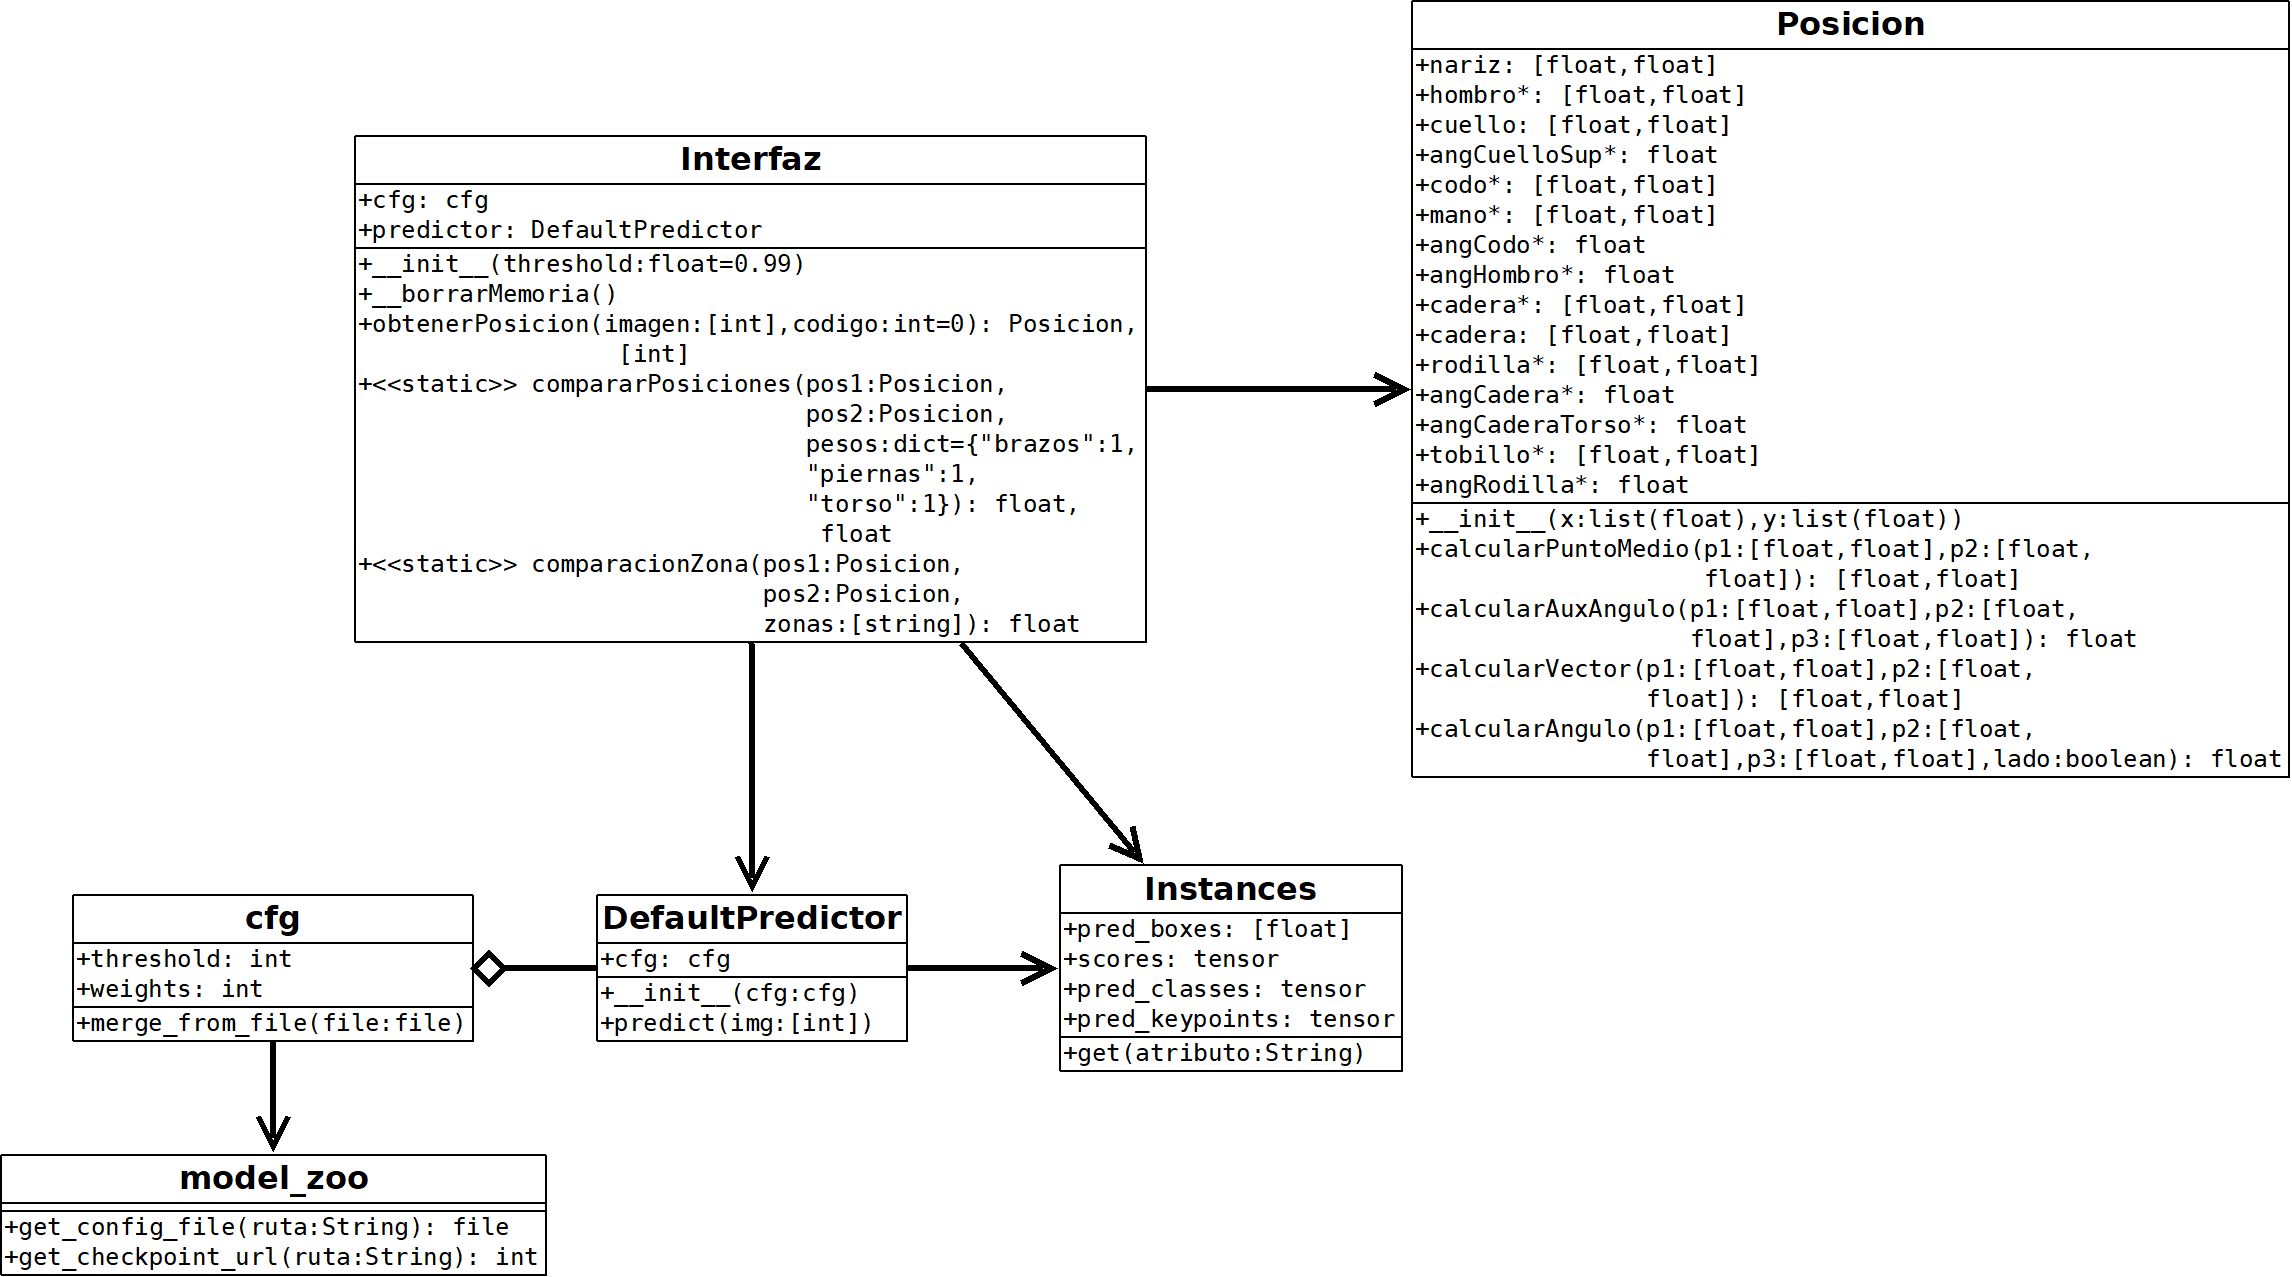 Interfaz
+cfg: cfg
+predictor: DefaultPredictor
+__init__(threshold:float=0.99)
+__borrarMemoria()
+obtenerPosicion(imagen:[int],codigo:int=0): Posicion,
[int]
+<<static>> compararPosiciones(pos1:Posicion,
pos2:Posicion,
pesos:dict={"brazos":1,
"piernas":1,
"torso":1}): float,
float
+<<static>> comparacionZona(pos1:Posicion,
pos2:Posicion,
zonas:[string]): float
Posicion
+nariz: [float,float]
+hombro*: [float,float]
+cuello: [float,float]
+angCuelloSup*: float
+codo*: [float,float]
+mano*: [float,float]
+angCodo*: float
+angHombro*: float
+cadera*: [float,float]
+cadera: [float,float]
+rodilla*: [float,float]
+angCadera*: float
+angCaderaTorso*: float
+tobillo*: [float,float]
+angRodilla*: float
+__init__(x:list(float),y:list(float))
+calcularPuntoMedio(p1:[float,float],p2:[float,
float]): [float,float]
+calcularAuxAngulo(p1:[float,float],p2:[float,
float],p3:[float,float]): float
+calcularVector(p1:[float,float],p2:[float,
float]): [float,float]
+calcularAngulo(p1:[float,float],p2:[float,
float],p3:[float,float],lado:boolean): float
cfg
+threshold: int
+weights: int
+merge_from_file(file:file)
DefaultPredictor
+cfg: cfg
+__init__(cfg:cfg)
+predict(img:[int])
Instances
+pred_boxes: [float]
+scores: tensor
+pred_classes: tensor
+pred_keypoints: tensor
+get(atributo:String)
model_zoo
+get_config_file(ruta:String): file
+get_checkpoint_url(ruta:String): int